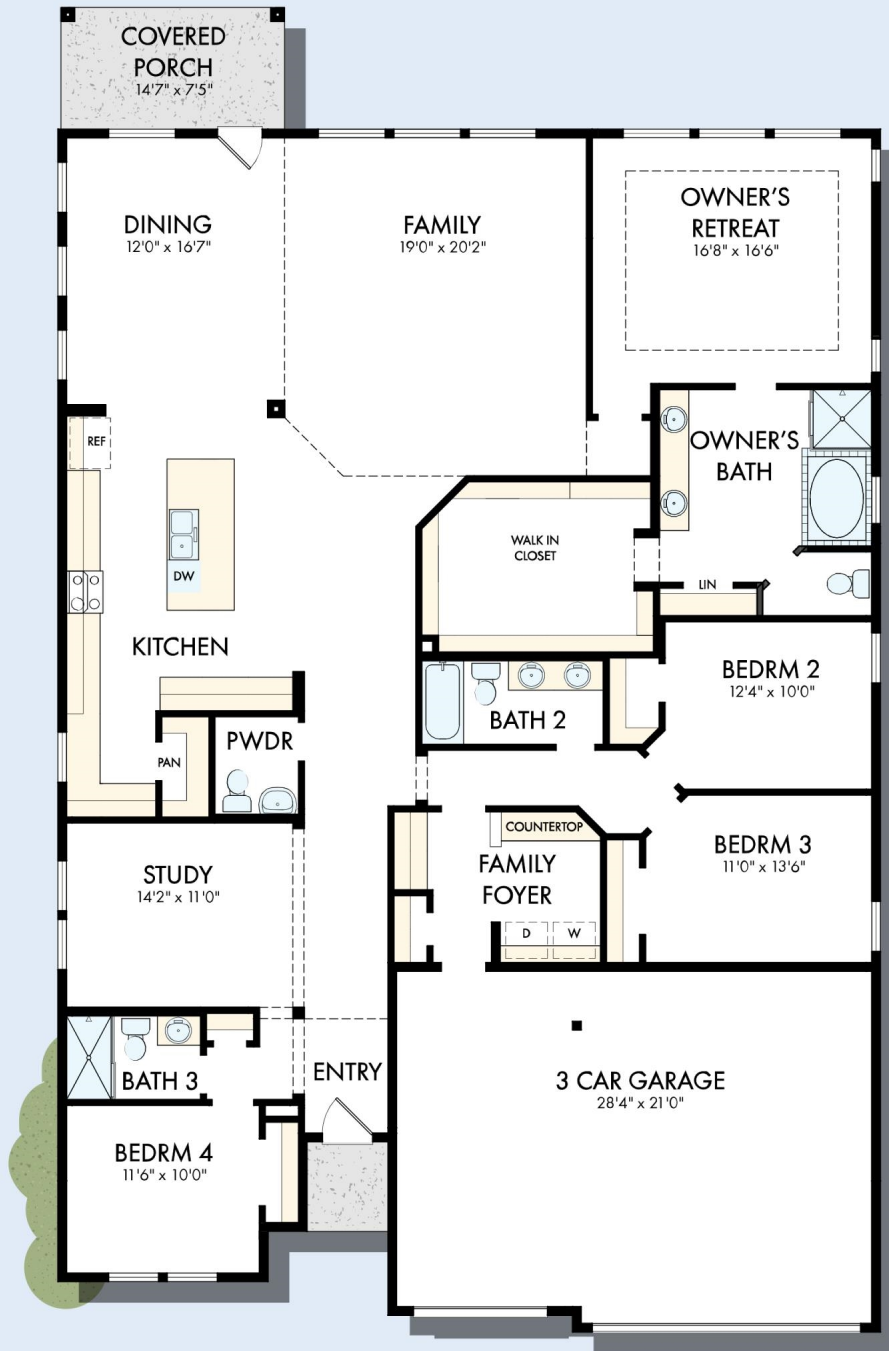 COVERED
PORCH
14'7" x 7'5"
DINING
12'0" x 16'7"
FAMILY
19'0" x 20'2"
OWNER'S
RETREAT
16'8" x 16'6"
REF
OWNER'S
BATH
DW
WALK IN
CLOSET
LIN
KITCHEN
BEDRM 2
12'4" x 10'0"
BATH 2
PAN
PWDR
COUNTERTOP
FAMILY
FOYER
BEDRM 3
11'0" x 13'6"
STUDY
14'2" x 11'0"
D
W
BATH 3
ENTRY
3 CAR GARAGE
28'4" x 21'0"
BEDRM 4
11'6" x 10'0"